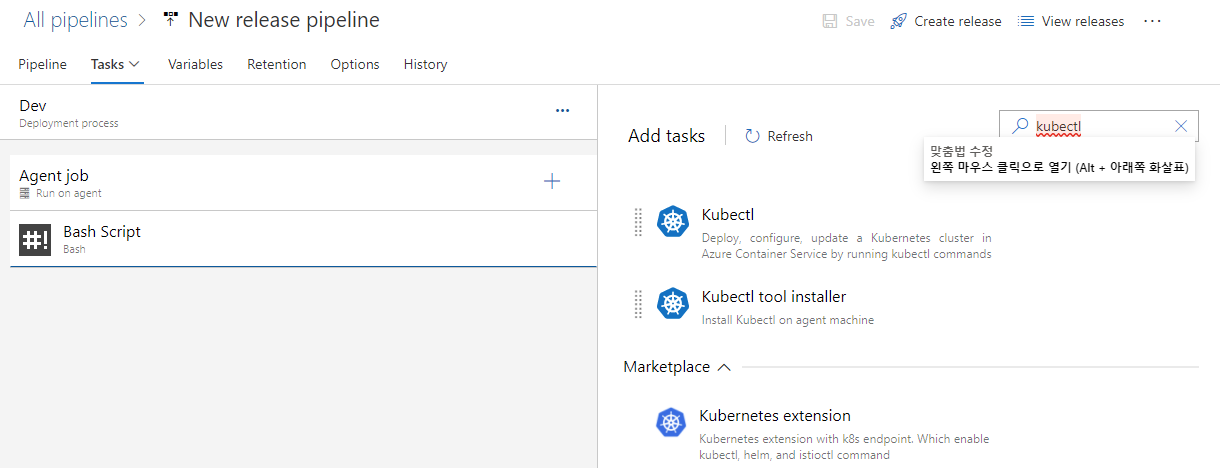 All pipelines > New release pipeline
Save Create release View releases ...
Pipeline Tasks Variables Retention Options History
Dev
Deployment process
Agent job
Run on agent
#! Bash Script
Bash
Add tasks Refresh
kubectl
맞춤법 수정
왼쪽 마우스 클릭으로 열기 (Alt + 아래쪽 화살표)
Kubectl
Deploy, configure, update a Kubernetes cluster in
Azure Container Service by running kubectl commands
Kubectl tool installer
Install Kubectl on agent machine
Marketplace
Kubernetes extension
Kubernetes extension with k8s endpoint. Which enable
kubectl, helm, and istioctl command